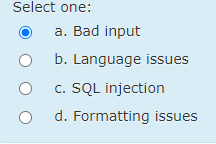 Select one:
a. Bad input
b. Language issues
c. SQL injection
d. Formatting issues